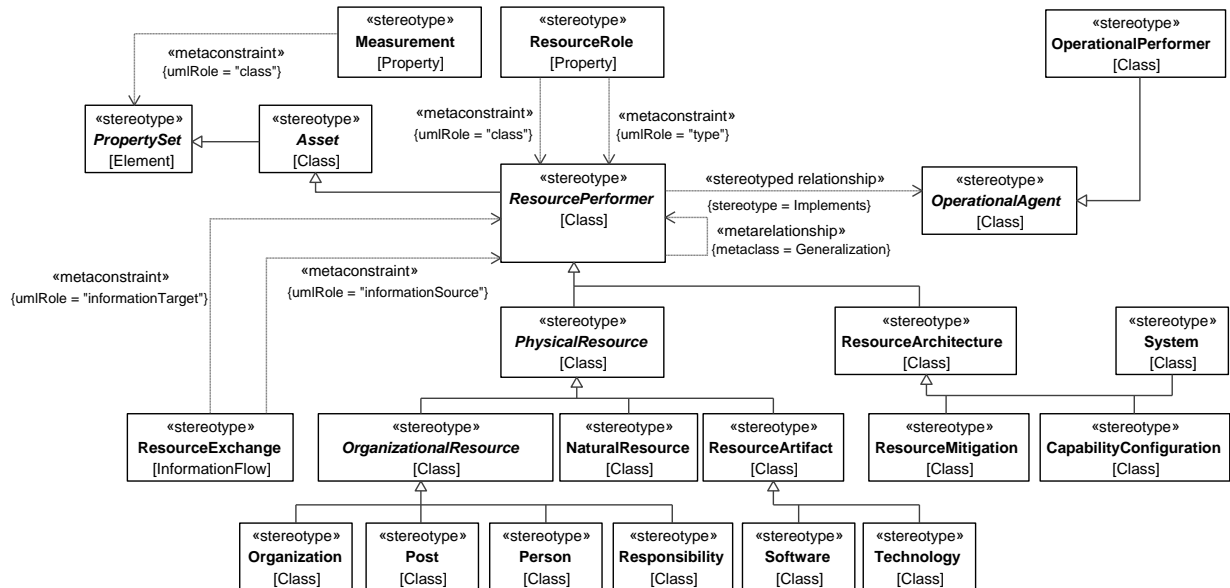 «stereotype»
Measurement
[Property]
«stereotype»
ResourceRole
[Property]
«stereotype»
OperationalPerformer
[Class]
«metaconstraint»
{umlRole = "class"}
«stereotype»
PropertySet
[Element]
«stereotype»
Asset
[Class]
«metaconstraint»
{umlRole = "class"}
«metaconstraint»
{umlRole = "type"}
«stereotype»
ResourcePerformer
[Class]
«stereotyped relationship»
{stereotype = Implements}
«stereotype»
OperationalAgent
[Class]
«metarelationship»
{metaclass = Generalization}
«metaconstraint»
{umlRole = "informationTarget"}
«metaconstraint»
{umlRole = "informationSource"}
«stereotype»
PhysicalResource
[Class]
«stereotype»
ResourceArchitecture
[Class]
«stereotype»
System
[Class]
«stereotype»
ResourceExchange
[InformationFlow]
«stereotype»
OrganizationalResource
[Class]
«stereotype»
NaturalResource
[Class]
«stereotype»
ResourceArtifact
[Class]
«stereotype»
ResourceMitigation
[Class]
«stereotype»
CapabilityConfiguration
[Class]
«stereotype»
Organization
[Class]
«stereotype»
Post
[Class]
«stereotype»
Person
[Class]
«stereotype»
Responsibility
[Class]
«stereotype»
Software
[Class]
«stereotype»
Technology
[Class]